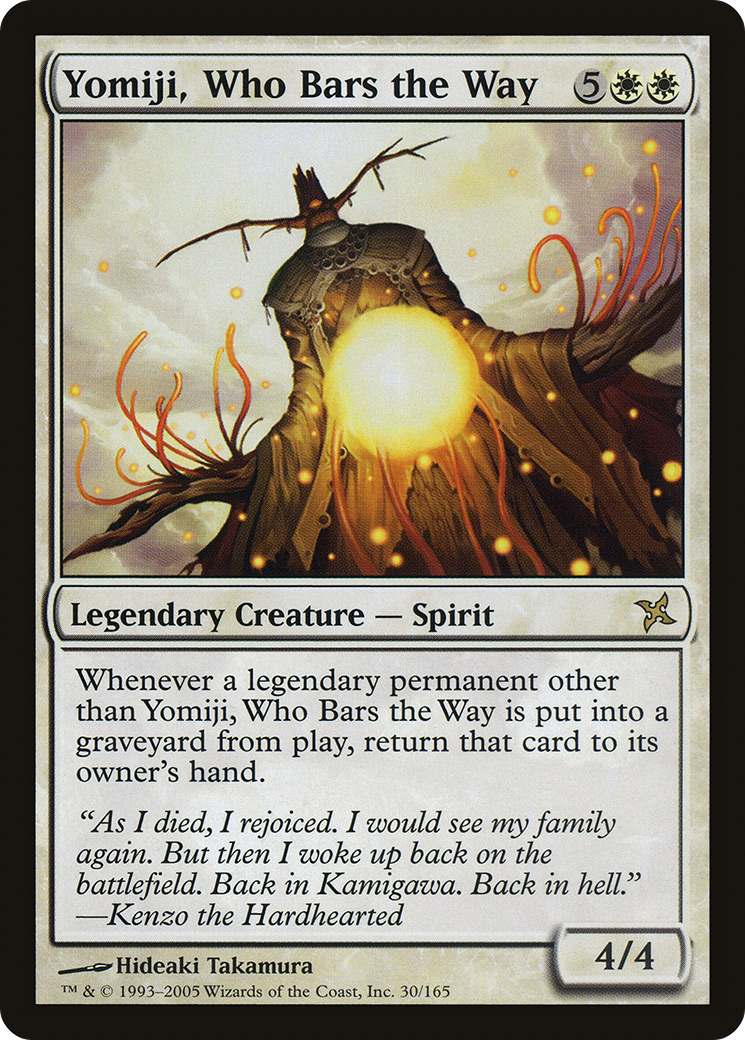 Yomiji, Who Bars the Way 5
Legendary Creature — Spirit
Whenever a legendary permanent other
than Yomiji, Who Bars the Way is put into a
graveyard from play, return that card to its
owner's hand.
“As I died, I rejoiced. I would see my family
again. But then I woke up back on the
battlefield. Back in Kamigawa. Back in hell.”
—Kenzo the Hardhearted
4/4
Hideaki Takamura
™ & © 1993–2005 Wizards of the Coast, Inc. 30/165